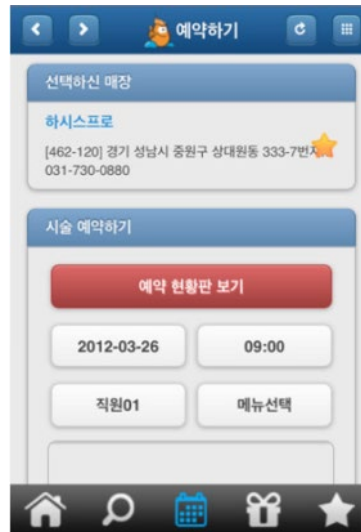 예약하기
선택하신 매장
하시스프로
[462-120] 경기 성남시 중원구 상대원동 333-7번지
031-730-0880
시술 예약하기
예약 현황판 보기
2012-03-26
09:00
직원01
메뉴선택